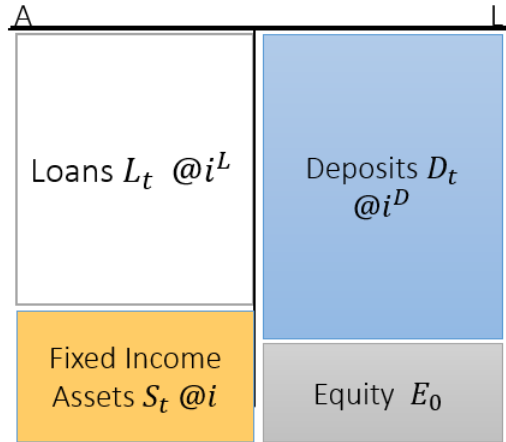 A L
Loans L_t @i^L
Deposits D_t
@i^D
Fixed Income
Assets S_t @i
Equity E_0